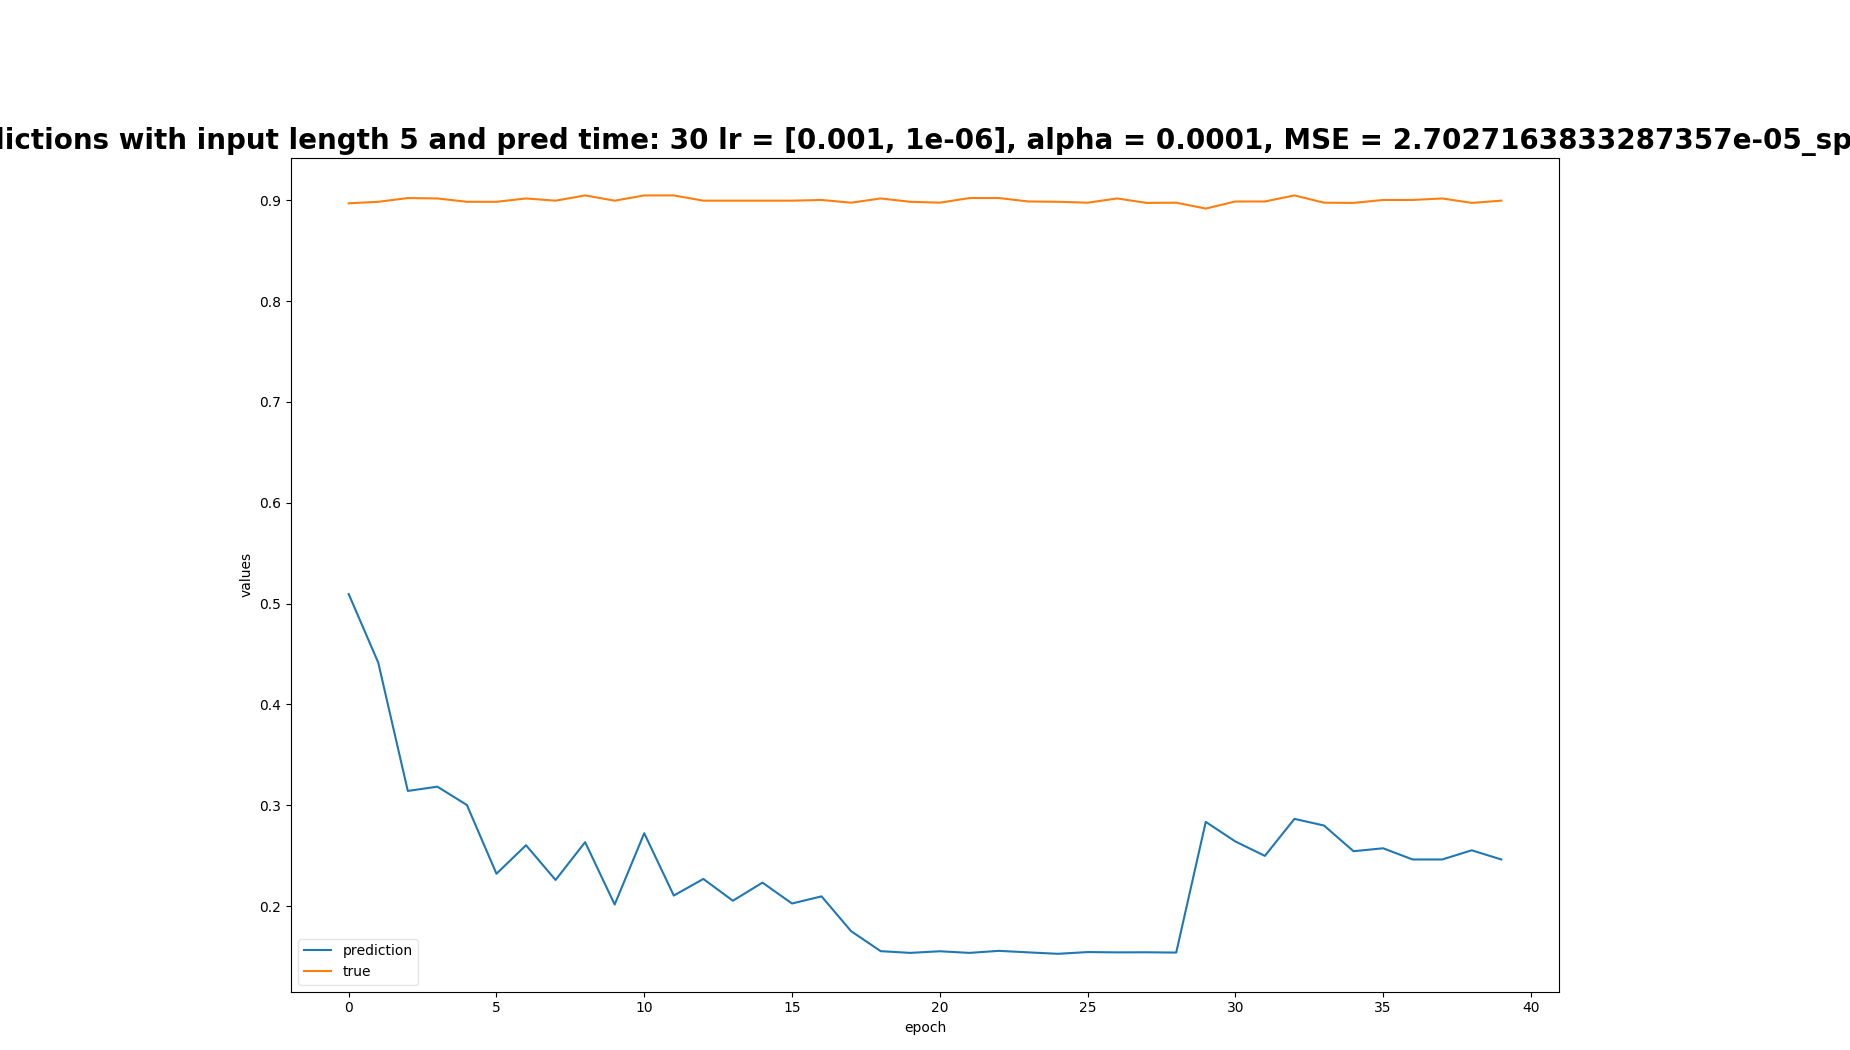 dictions with input length 5 and pred time: 30 lr = [0.001, 1e-06], alpha = 0.0001, MSE = 2.7027163833287357e-05_sp
0.9
0.8
0.7
0.6
0.5
0.4
0.3
0.2
values
prediction
true
0 5 10 15 20 25 30 35 40
epoch